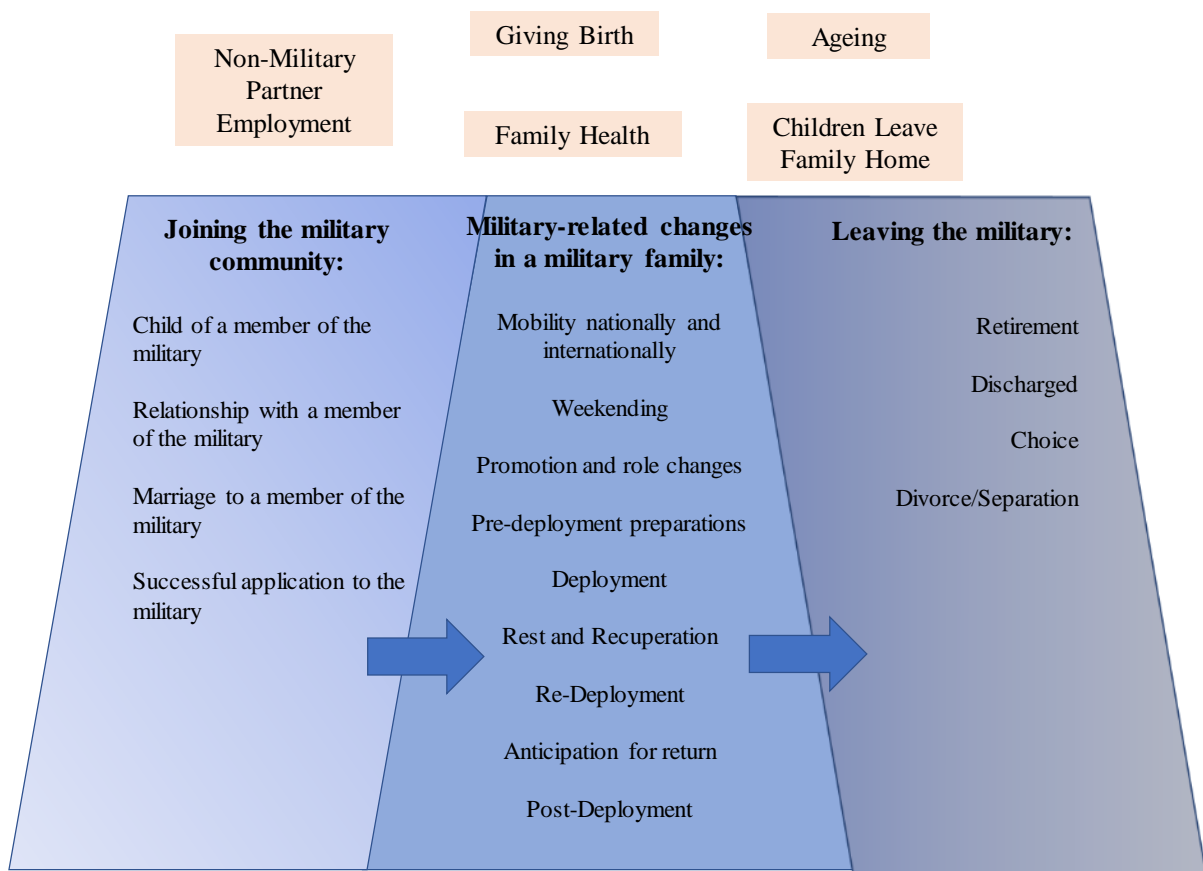 Non-Military
Partner
Employment
Giving Birth
Family Health
Ageing
Children Leave
Family Home
Joining the military
community:
Child of a member of the
military
Relationship with a member
of the military
Marriage to a member of the
military
Successful application to the
military
Military-related changes
in a military family:
Mobility nationally and
internationally
Weekending
Promotion and role changes
Pre-deployment preparations
Deployment
Rest and Recuperation
Re-Deployment
Anticipation for return
Post-Deployment
Leaving the military:
Retirement
Discharged
Choice
Divorce/Separation